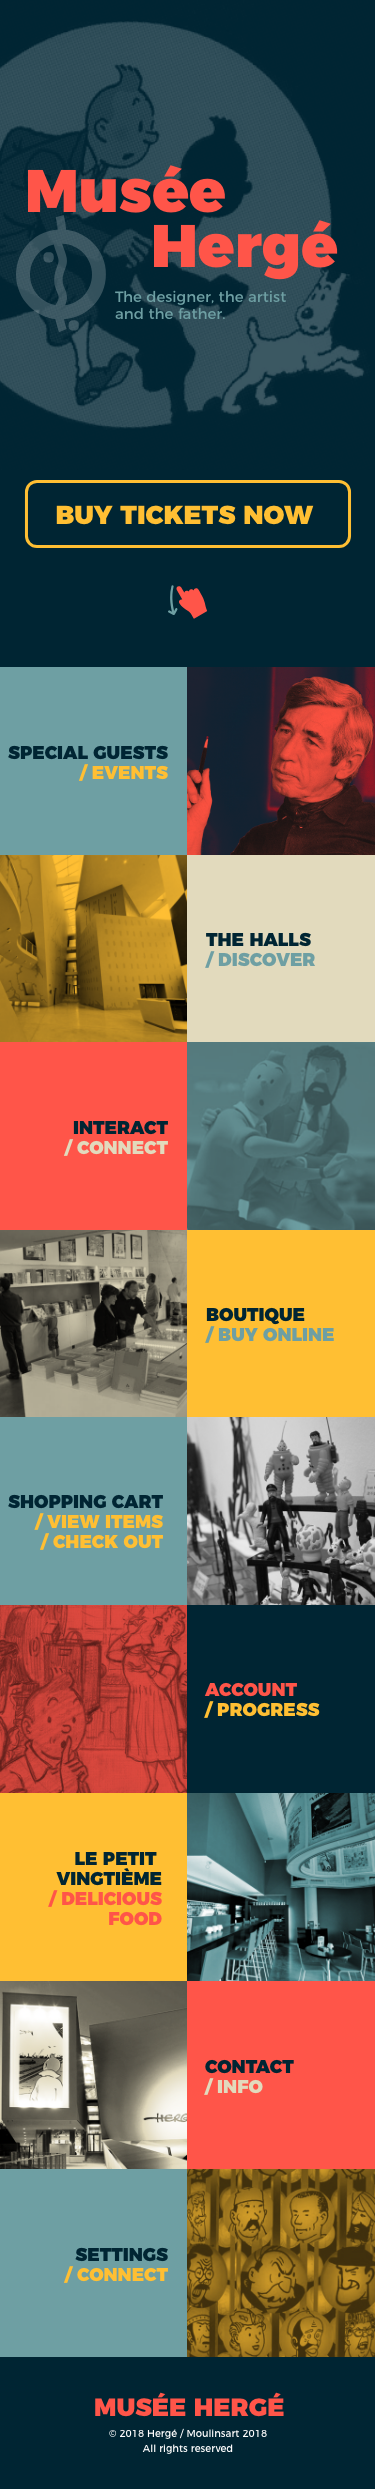 Musée
Hergé
The designer, the artist
and the father.
BUY TICKETS NOW
SPECIAL GUESTS
/ EVENTS
THE HALLS
/ DISCOVER
INTERACT
/ CONNECT
BOUTIQUE
/ BUY ONLINE
SHOPPING CART
/ VIEW ITEMS
/ CHECK OUT
ACCOUNT
/ PROGRESS
LE PETIT
VINGTIÈME
/ DELICIOUS
FOOD
HERG
CONTACT
/ INFO
SETTINGS
/ CONNECT
MUSÉE HERGÉ
© 2018 Hergé / Moulinsart 2018
All rights reserved